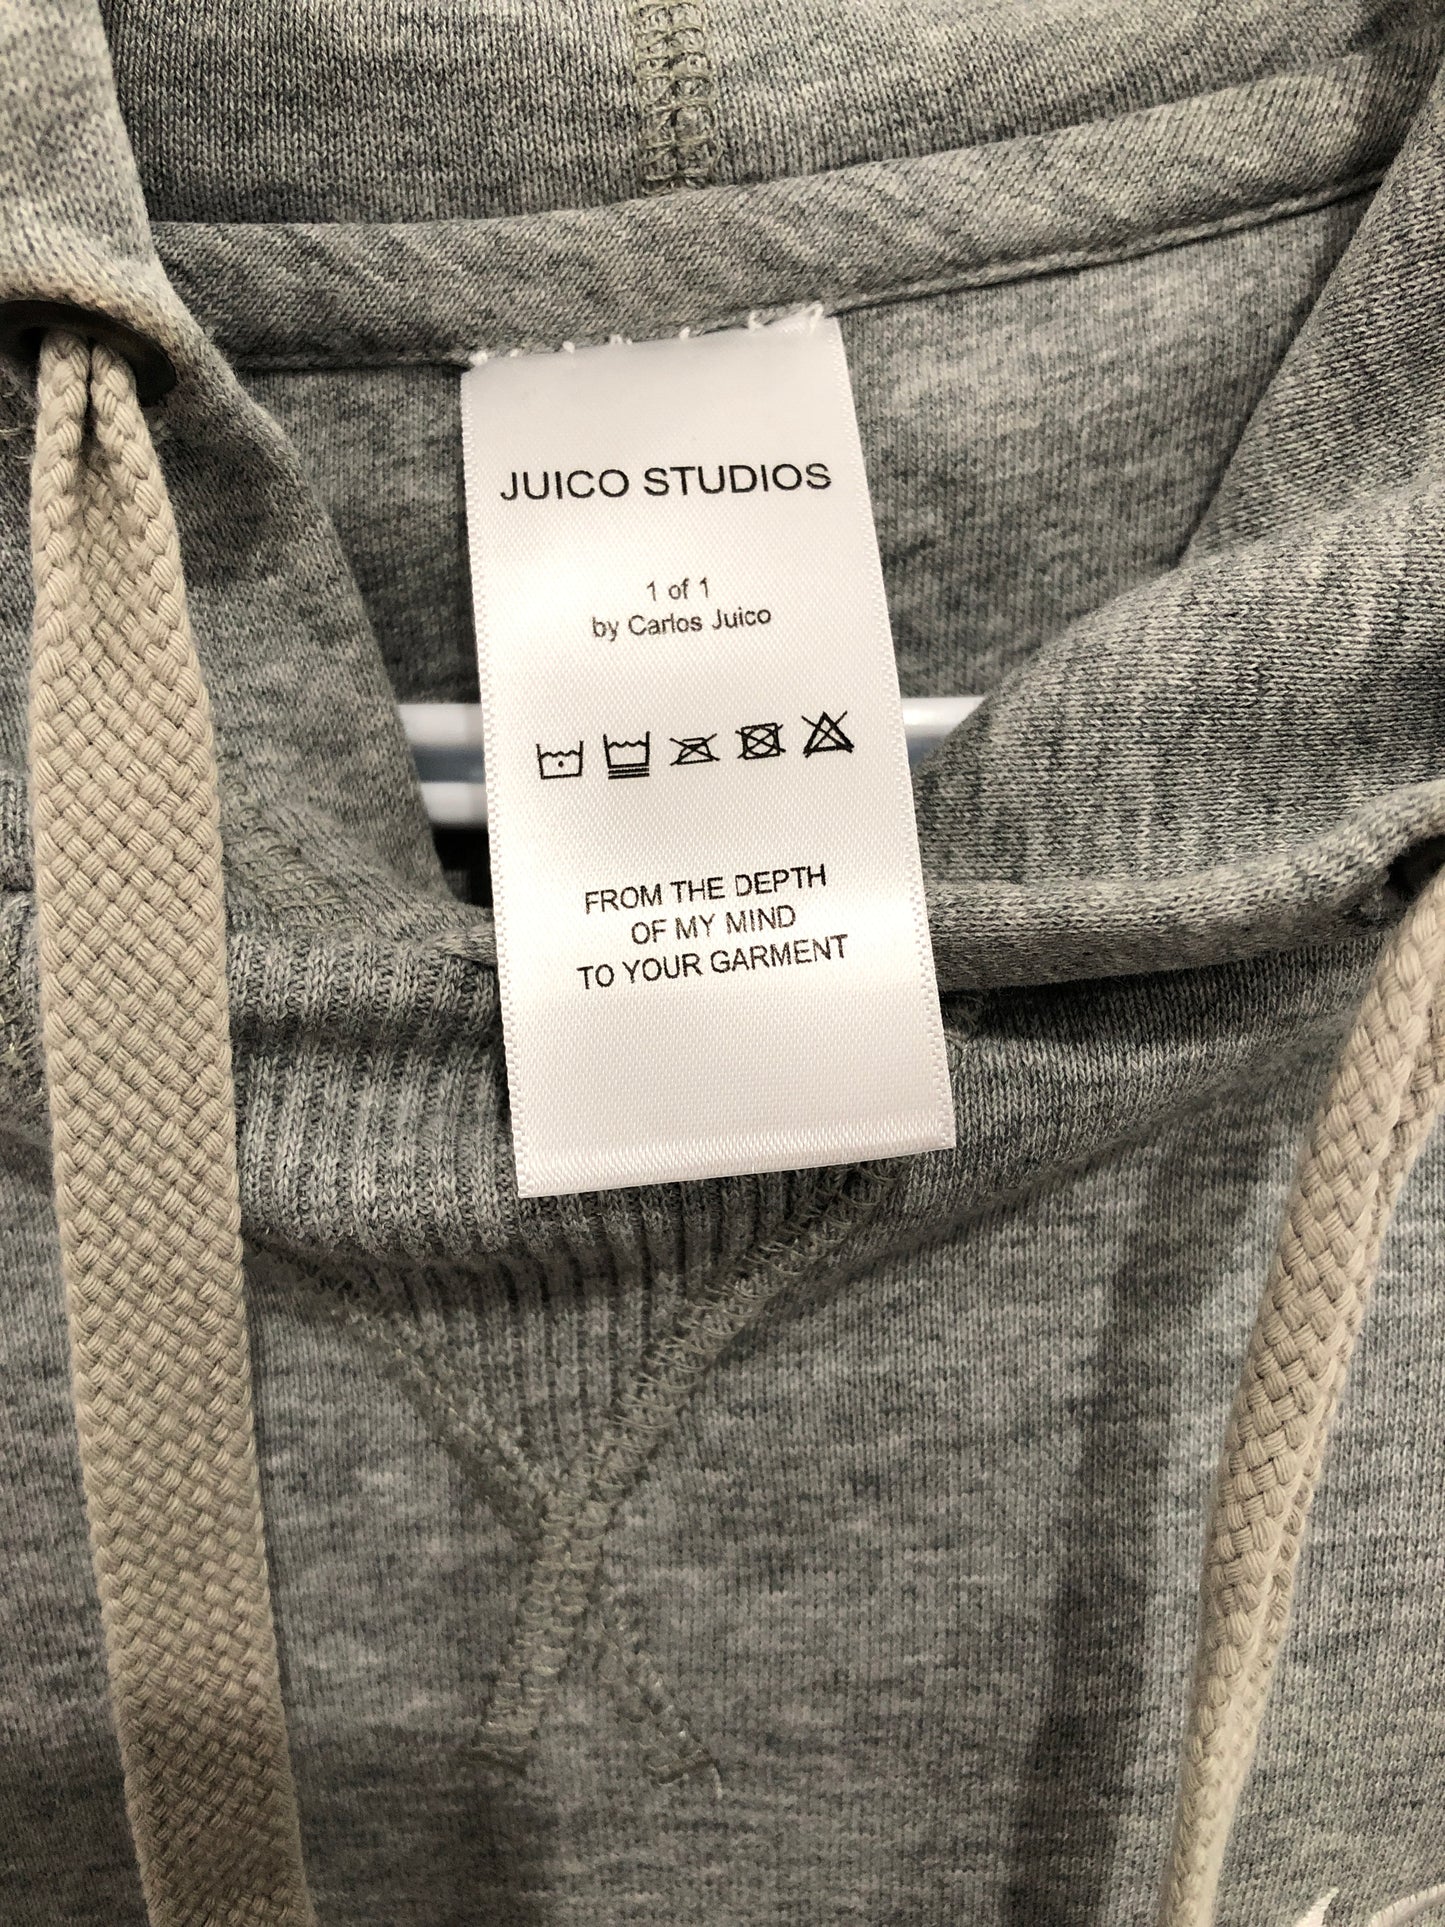 JUICO STUDIOS
1 of 1
by Carlos Juico
FROM THE DEPTH
OF MY MIND
TO YOUR GARMENT